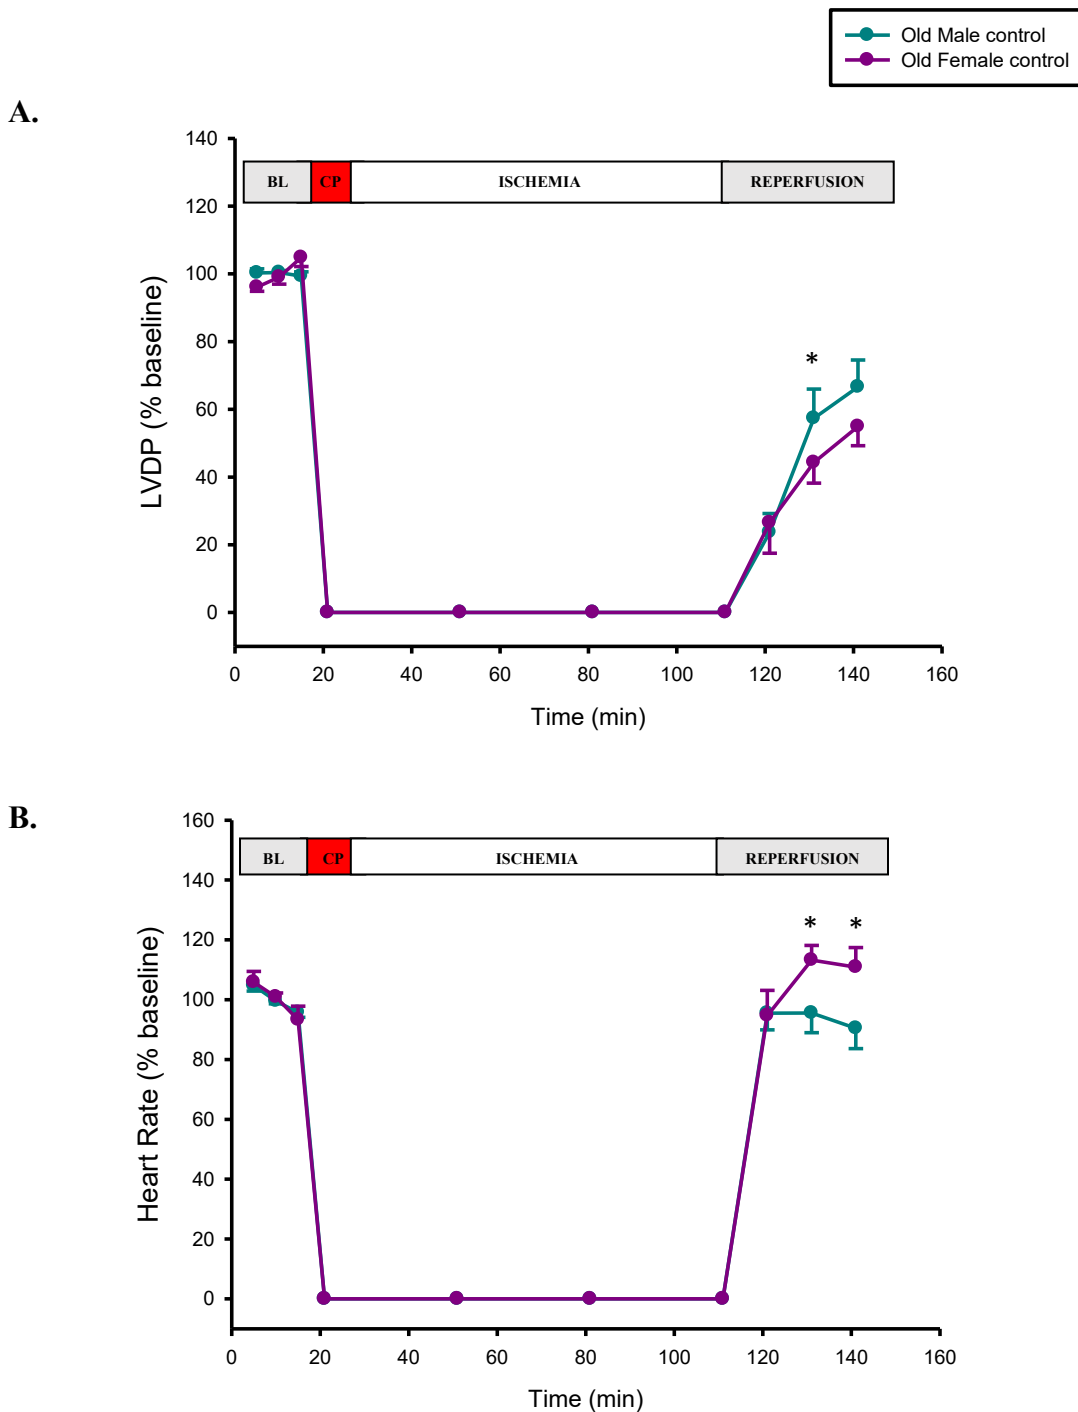 Old Male control
Old Female control
A.
140
120
100
80
60
40
20
0
BL CP ISCHEMIA REPERFUSION
*
LVDP (% baseline)
0 20 40 60 80 100 120 140 160
Time (min)
B.
160
140
120
100
80
60
40
20
0
BL CP ISCHEMIA REPERFUSION
* *
Heart Rate (% baseline)
0 20 40 60 80 100 120 140 160
Time (min)